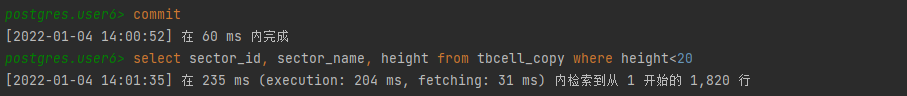 postgres.useró> commit
[2022-01-04 14:00:52] 在 60 ms 内完成
postgres.useró> select sector_id, sector_name, height from tbcell_copy where height<20
[2022-01-04 14:01:35] 在 235 ms (execution: 204 ms, fetching: 31 ms) 内检索到从 1 开始的 1,820 行